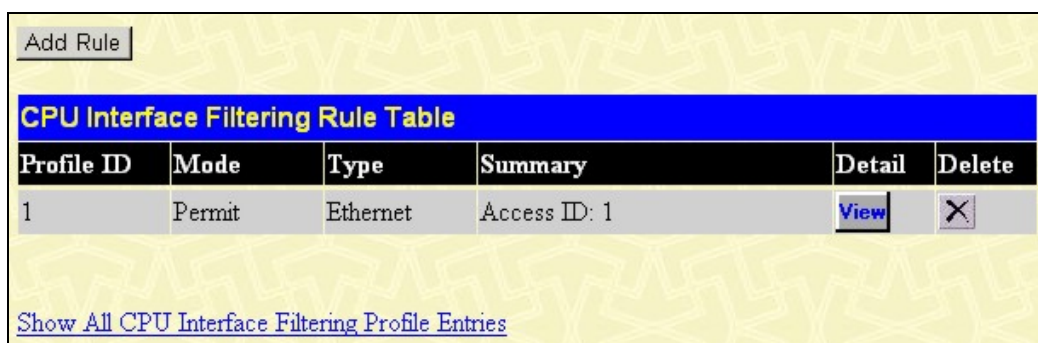 Add Rule
CPU Interface Filtering Rule Table
Profile ID Mode Type Summary Detail Delete
1 Permit Ethernet Access ID: 1 View X
Show All CPU Interface Filtering Profile Entries